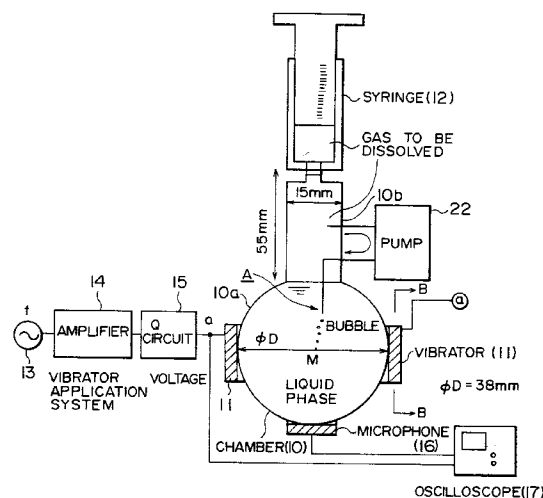 SYRINGE(12)
GAS TO BE
DISSOLVED
15mm
10b
22
55mm
PUMP
14
15
10a
A
B
a
f
AMPLIFIER
Q
CIRCUIT
a
BUBBLE
13
φD
M
VIBRATOR (11)
VIBRATOR
APPLICATION
SYSTEM
VOLTAGE
11
LIQUID
PHASE
φD = 38mm
B
CHAMBER(10)
MICROPHONE
(16)
OSCILLOSCOPE(17)